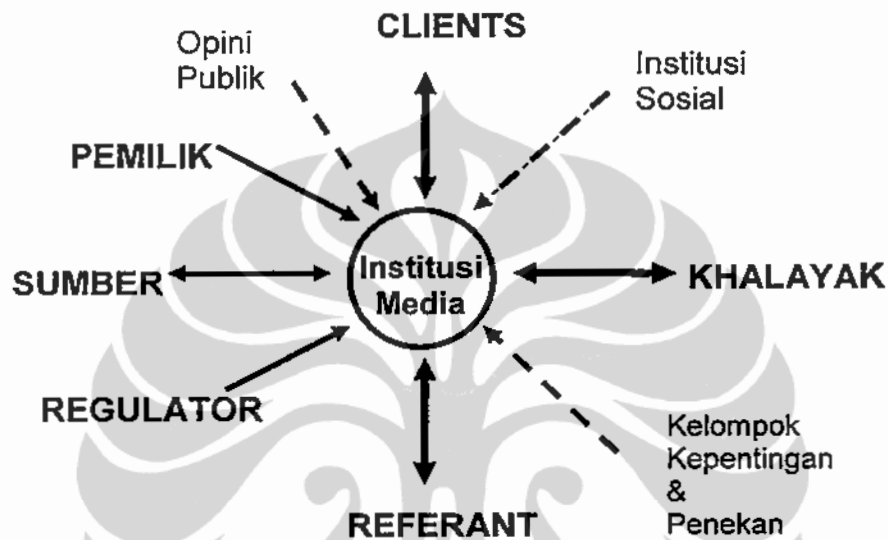 CLIENTS
Opini
Publik
Institusi
Sosial
PEMILIK
SUMBER
Institusi
Media
KHALAYAK
REGULATOR
Kelompok
Kepentingan
&
Penekan
REFERANT